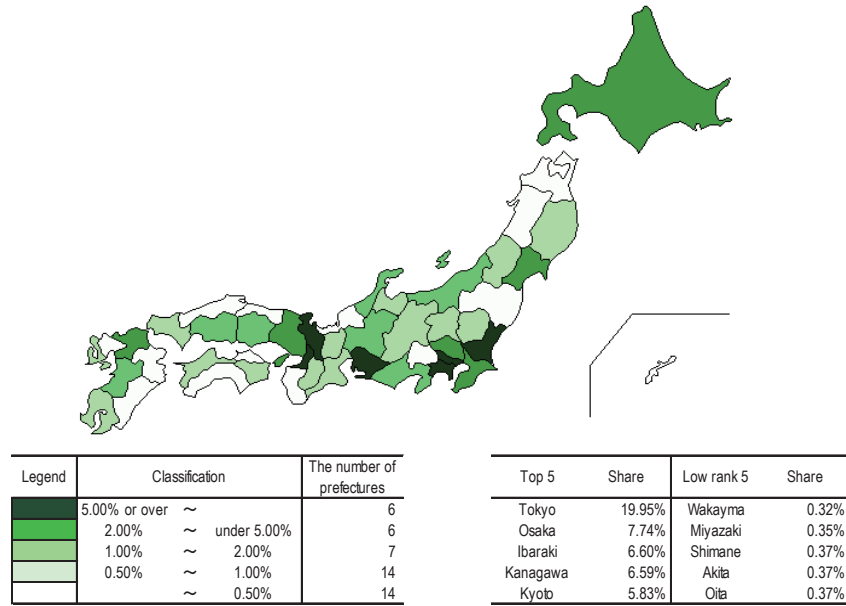 Legend Classification The number of prefectures
5.00% or over ~ 6
2.00% ~ under 5.00% 6
1.00% ~ 2.00% 7
0.50% ~ 1.00% 14
~ 0.50% 14
Top 5 Share Low rank 5 Share
Tokyo 19.95% Wakayma 0.32%
Osaka 7.74% Miyazaki 0.35%
Ibaraki 6.60% Shimane 0.37%
Kanagawa 6.59% Akita 0.37%
Kyoto 5.83% Oita 0.37%